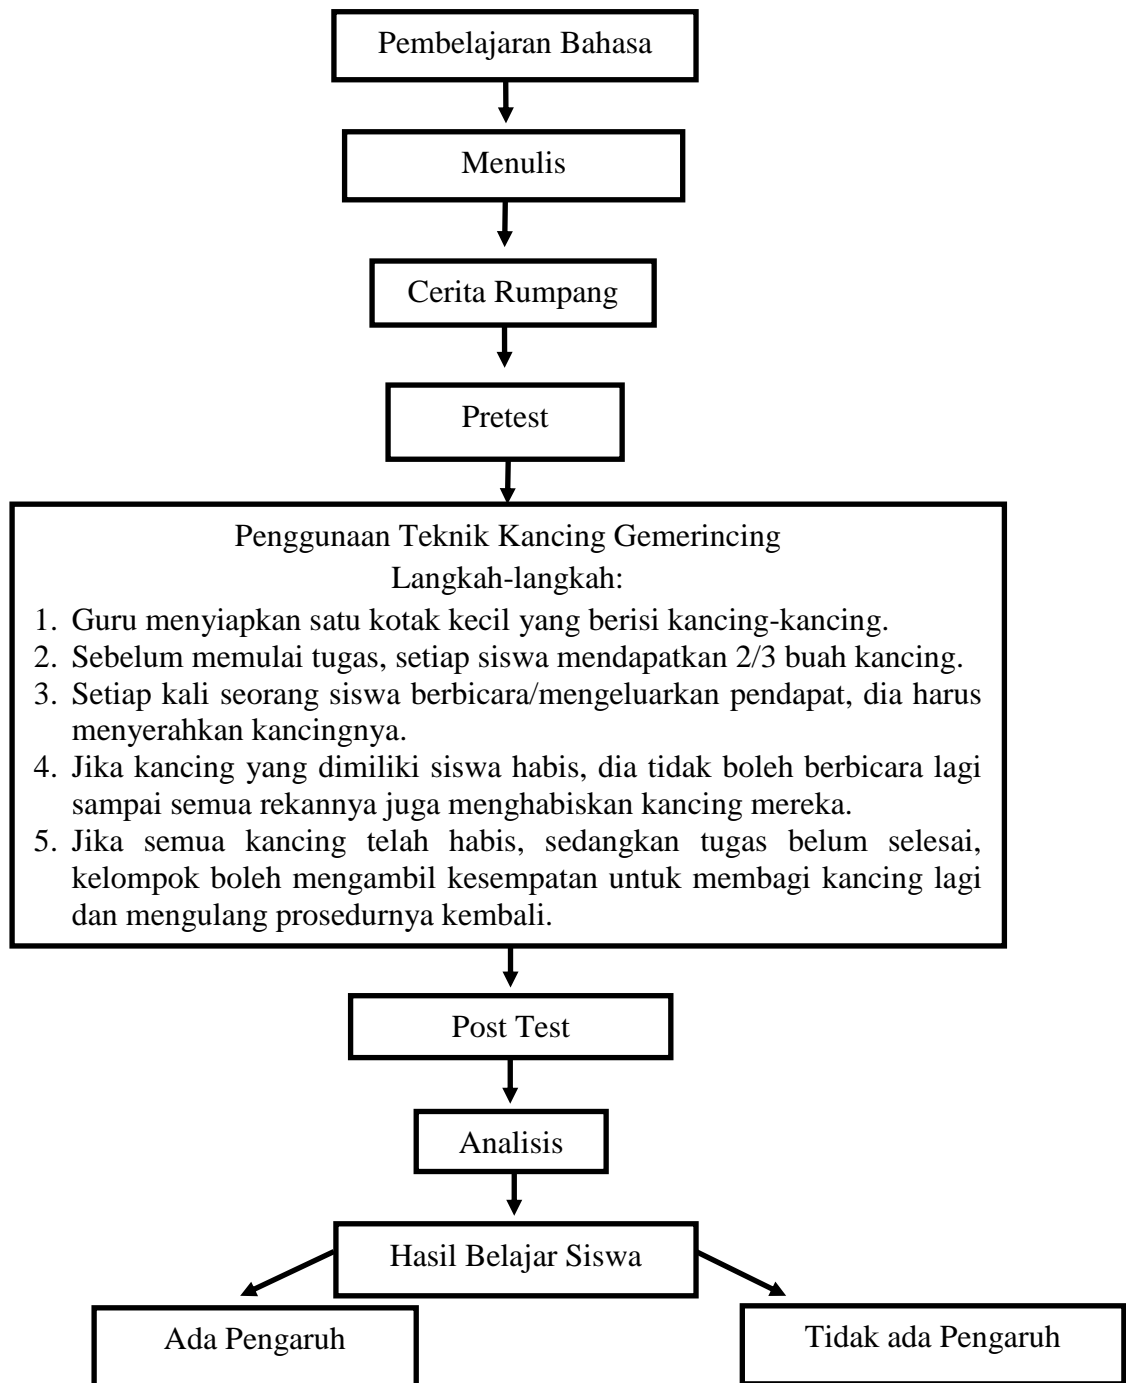 Pembelajaran Bahasa
Menulis
Cerita Rumpang
Pretest
Penggunaan Teknik Kancing Gemerincing
Langkah-langkah:
1. Guru menyiapkan satu kotak kecil yang berisi kancing-kancing.
2. Sebelum memulai tugas, setiap siswa mendapatkan 2/3 buah kancing.
3. Setiap kali seorang siswa berbicara/mengeluarkan pendapat, dia harus
menyerahkan kancingnya.
4. Jika kancing yang dimiliki siswa habis, dia tidak boleh berbicara lagi
sampai semua rekannya juga menghabiskan kancing mereka.
5. Jika semua kancing telah habis, sedangkan tugas belum selesai,
kelompok boleh mengambil kesempatan untuk membagi kancing lagi
dan mengulang prosedurnya kembali.
Post Test
Analisis
Hasil Belajar Siswa
Ada Pengaruh
Tidak ada Pengaruh